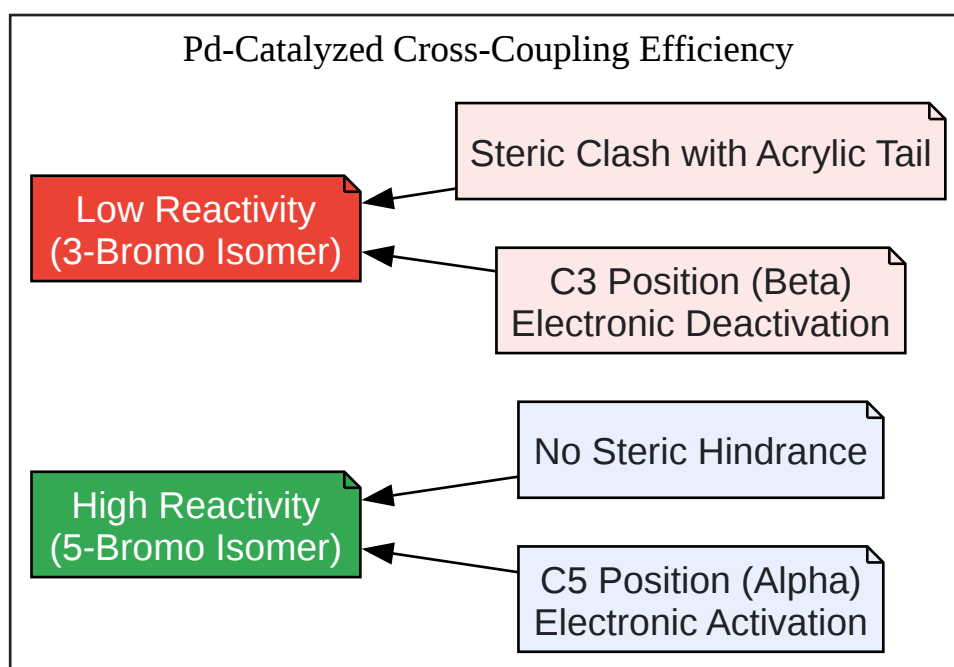 Pd-Catalyzed Cross-Coupling Efficiency
Steric Clash with Acrylic Tail
Low Reactivity
(3-Bromo Isomer)
C3 Position (Beta)
Electronic Deactivation
No Steric Hindrance
High Reactivity
(5-Bromo Isomer)
C5 Position (Alpha)
Electronic Activation